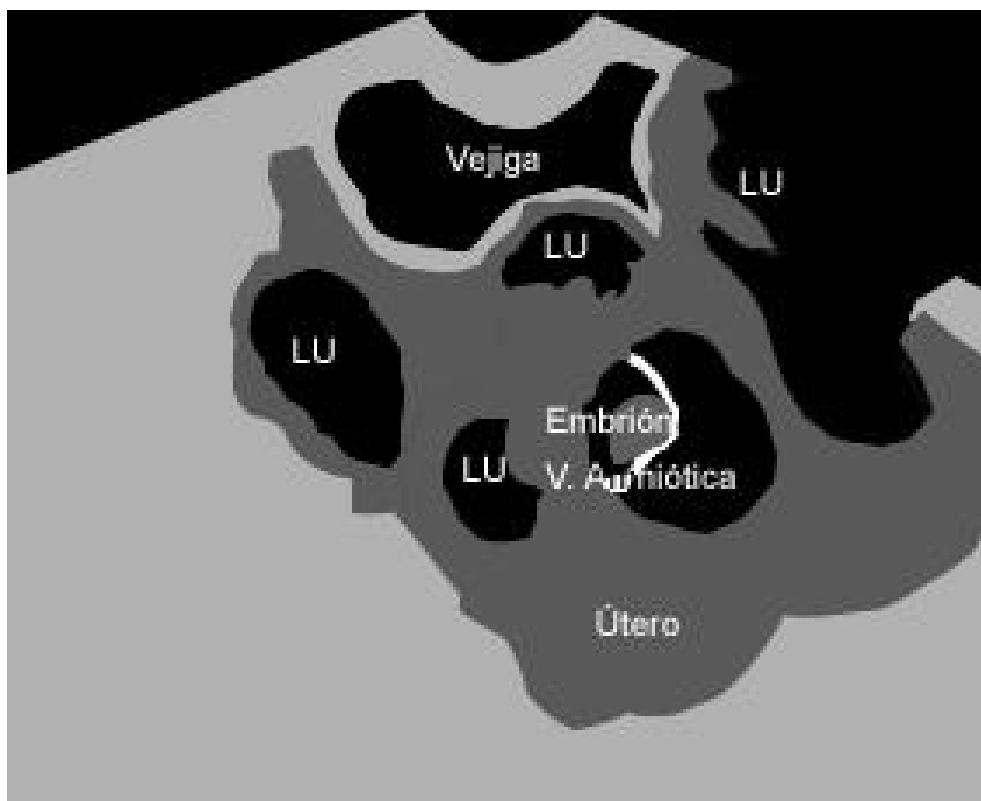 Vejiga
LU
LU
LU
Embrión
LU
V. Amniótica
Útero